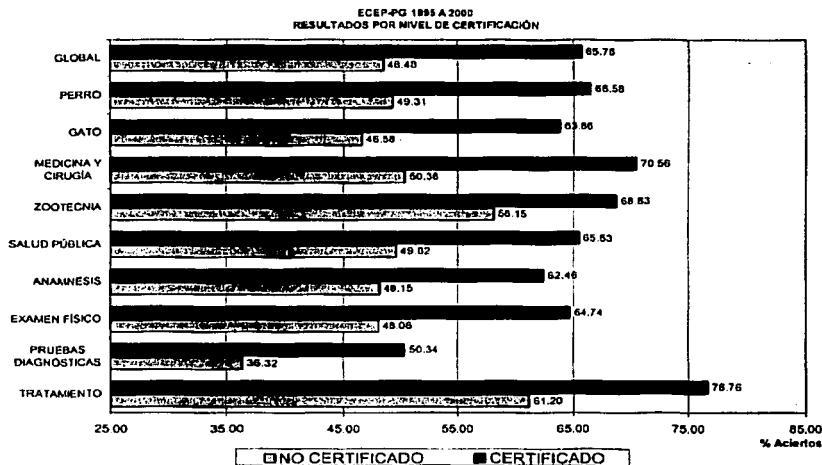 ECEP-PG 1995 A 2000
RESULTADOS POR NIVEL DE CERTIFICACIÓN
GLOBAL
65.76
48.48
PERRO
66.58
49.31
GATO
63.86
46.58
MEDICINA Y
CIRUGÍA
70.56
50.36
ZOOTECNIA
68.63
58.15
SALUD PÚBLICA
65.53
49.02
ANAMNESIS
62.46
48.15
EXAMEN FÍSICO
64.74
48.06
PRUEBAS
DIAGNÓSTICAS
50.34
36.32
TRATAMIENTO
76.76
61.20
25.00 35.00 45.00 55.00 65.00 75.00 85.00
% Aciertos
NO CERTIFICADO CERTIFICADO